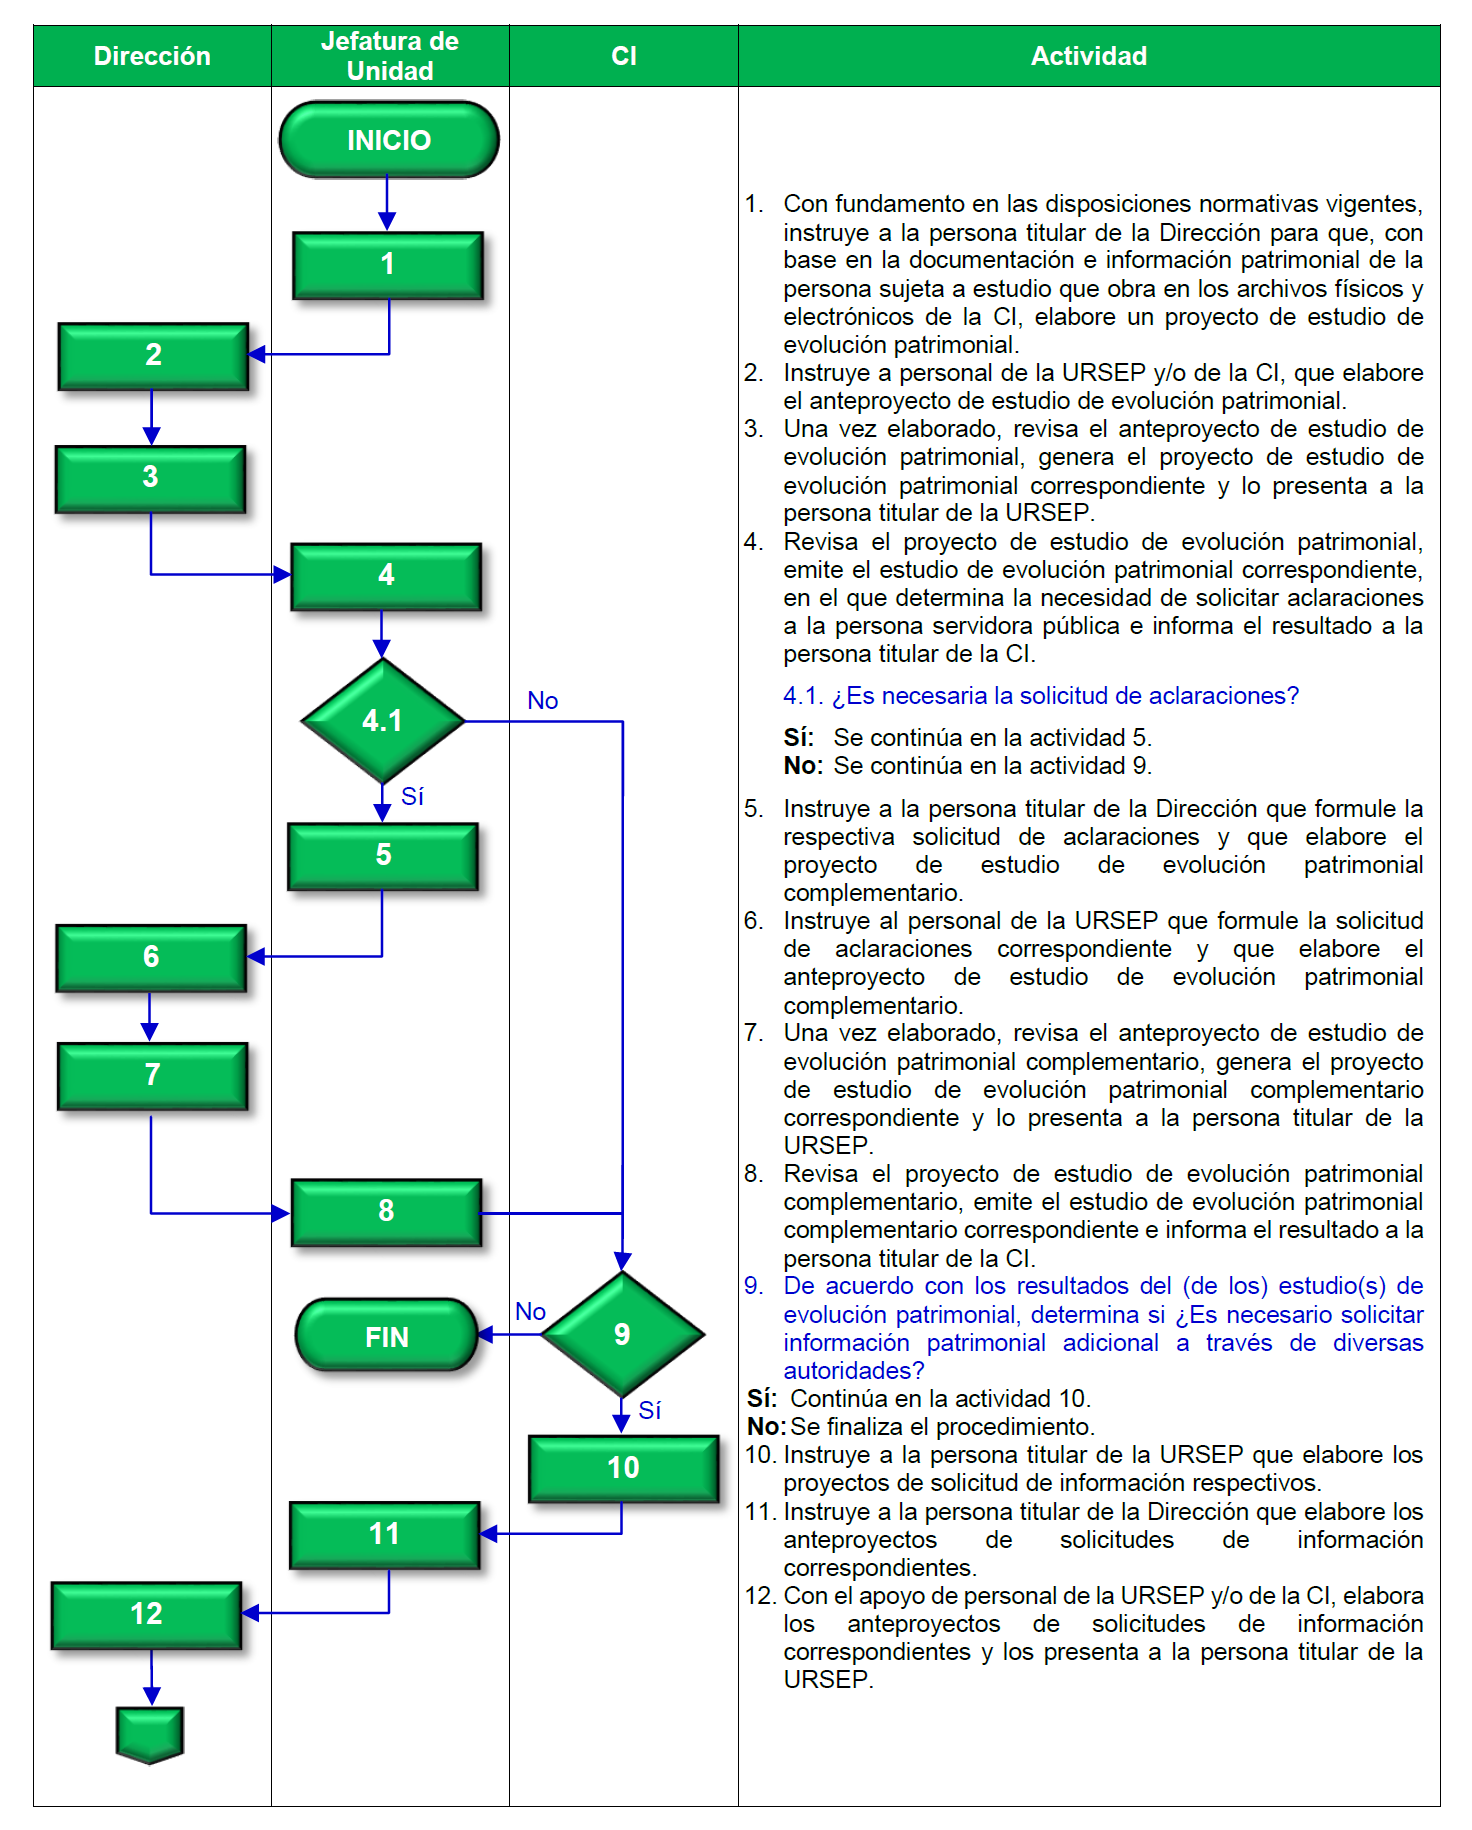 Dirección
Jefatura de
Unidad
CI
Actividad
INICIO
1
2
3
4
4.1
No
Sí
5
6
7
8
9
No
FIN
Sí
10
11
12
1. Con fundamento en las disposiciones normativas vigentes,
instruye a la persona titular de la Dirección para que, con
base en la documentación e información patrimonial de la
persona sujeta a estudio que obra en los archivos físicos y
electrónicos de la CI, elabore un proyecto de estudio de
evolución patrimonial.
2. Instruye a personal de la URSEP y/o de la CI, que elabore
el anteproyecto de estudio de evolución patrimonial.
3. Una vez elaborado, revisa el anteproyecto de estudio de
evolución patrimonial, genera el proyecto de estudio de
evolución patrimonial correspondiente y lo presenta a la
persona titular de la URSEP.
4. Revisa el proyecto de estudio de evolución patrimonial,
emite el estudio de evolución patrimonial correspondiente,
en el que determina la necesidad de solicitar aclaraciones
a la persona servidora pública e informa el resultado a la
persona titular de la CI.
4.1. ¿Es necesaria la solicitud de aclaraciones?
Sí: Se continúa en la actividad 5.
No: Se continúa en la actividad 9.
5. Instruye a la persona titular de la Dirección que formule la
respectiva solicitud de aclaraciones y que elabore el
proyecto de estudio de evolución patrimonial
complementario.
6. Instruye al personal de la URSEP que formule la solicitud
de aclaraciones correspondiente y que elabore el
anteproyecto de estudio de evolución patrimonial
complementario.
7. Una vez elaborado, revisa el anteproyecto de estudio de
evolución patrimonial complementario, genera el proyecto
de estudio de evolución patrimonial complementario
correspondiente y lo presenta a la persona titular de la
URSEP.
8. Revisa el proyecto de estudio de evolución patrimonial
complementario, emite el estudio de evolución patrimonial
complementario correspondiente e informa el resultado a la
persona titular de la CI.
9. De acuerdo con los resultados del (de los) estudio(s) de
evolución patrimonial, determina si ¿Es necesario solicitar
información patrimonial adicional a través de diversas
autoridades?
Sí: Continúa en la actividad 10.
No: Se finaliza el procedimiento.
10. Instruye a la persona titular de la URSEP que elabore los
proyectos de solicitud de información respectivos.
11. Instruye a la persona titular de la Dirección que elabore los
anteproyectos de solicitudes de información
correspondientes.
12. Con el apoyo de personal de la URSEP y/o de la CI, elabora
los anteproyectos de solicitudes de información
correspondientes y los presenta a la persona titular de la
URSEP.